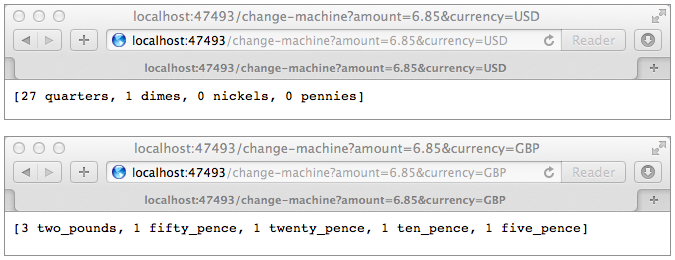 localhost:47493/change-machine?amount=6.85&currency=USD
localhost:47493/change-machine?amount=6.85&currency=USD Reader
localhost:47493/change-machine?amount=6.85&currency=USD
[27 quarters, 1 dimes, 0 nickels, 0 pennies]
localhost:47493/change-machine?amount=6.85&currency=GBP
localhost:47493/change-machine?amount=6.85&currency=GBP Reader
localhost:47493/change-machine?amount=6.85&currency=GBP
[3 two_pounds, 1 fifty_pence, 1 twenty_pence, 1 ten_pence, 1 five_pence]